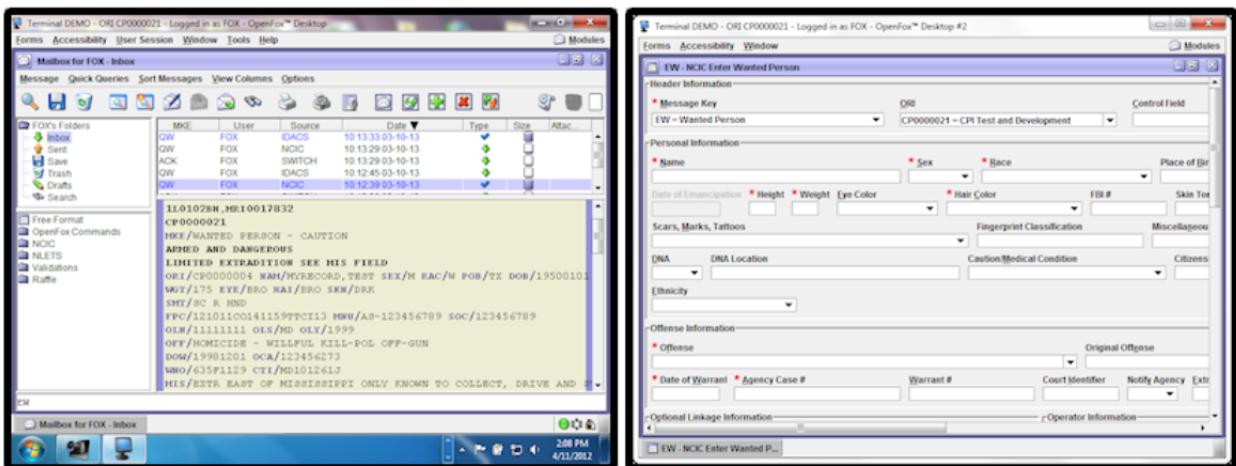 Terminal DEMO - ORI CP0000021 - Logged in as FOX - OpenFox™ Desktop
Forms Accessibility User Session Window Tools Help
Modules
Mailbox for FOX - Inbox
Message Quick Queries Sort Messages View Columns Options
FOX's Folders
Inbox
Sent
Save
Trash
Drafts
Search
Free Format
OpenFox Commands
NCIC
NLETS
Validations
Raffle
MKE User Source Date ▼ Type Size Attac...
QW FOX IDACS 10:13:33 03-10-13
QW FOX NCIC 10:13:29 03-10-13
ACK FOX SWITCH 10:13:29 03-10-13
QW FOX IDACS 10:12:45 03-10-13
QW FOX NCIC 10:12:39 03-10-13
1L0102BH,MRI0017832
CP0000021
MKE/WANTED PERSON - CAUTION
ARMED AND DANGEROUS
LIMITED EXTRADITION SEE MIS FIELD
ORI/CP0000004 NAM/MYRECORD,TEST SEX/M RAC/W POB/TX DOB/19500101
WGT/175 EYE/BRO HAI/BRO SKN/DRK
SMT/SC R HND
FPC/121011CO141159TTCI13 MNU/AS-123456789 SOC/123456789
OLN/11111111 OLS/MD OLY/1999
OFF/HOMICIDE - WILLFUL KILL-POL OFF-GUN
DOW/19981201 OCA/123456273
WNO/635F1129 CTI/MD101261J
MIS/EXTR EAST OF MISSISSIPPI ONLY KNOWN TO COLLECT, DRIVE AND
EW
Mailbox for FOX - Inbox
2:08 PM
4/11/2012
Terminal DEMO - ORI CP0000021 - Logged in as FOX - OpenFox™ Desktop #2
Forms Accessibility Window
Modules
EW - NCIC Enter Wanted Person
Header Information
* Message Key ORI Control Field
EW = Wanted Person CP0000021 = CPI Test and Development
Personal Information
* Name * Sex * Race Place of Bir
Date of Emancipation * Height * Weight Eye Color * Hair Color FBI # Skin Ton
Scars, Marks, Tattoos Fingerprint Classification Miscellaneou
DNA DNA Location Caution/Medical Condition Citizens
Ethnicity
Offense Information
* Offense Original Offense
* Date of Warrant * Agency Case # Warrant # Court Identifier Notify Agency Extr
Optional Linkage Information Operator Information
EW - NCIC Enter Wanted P...